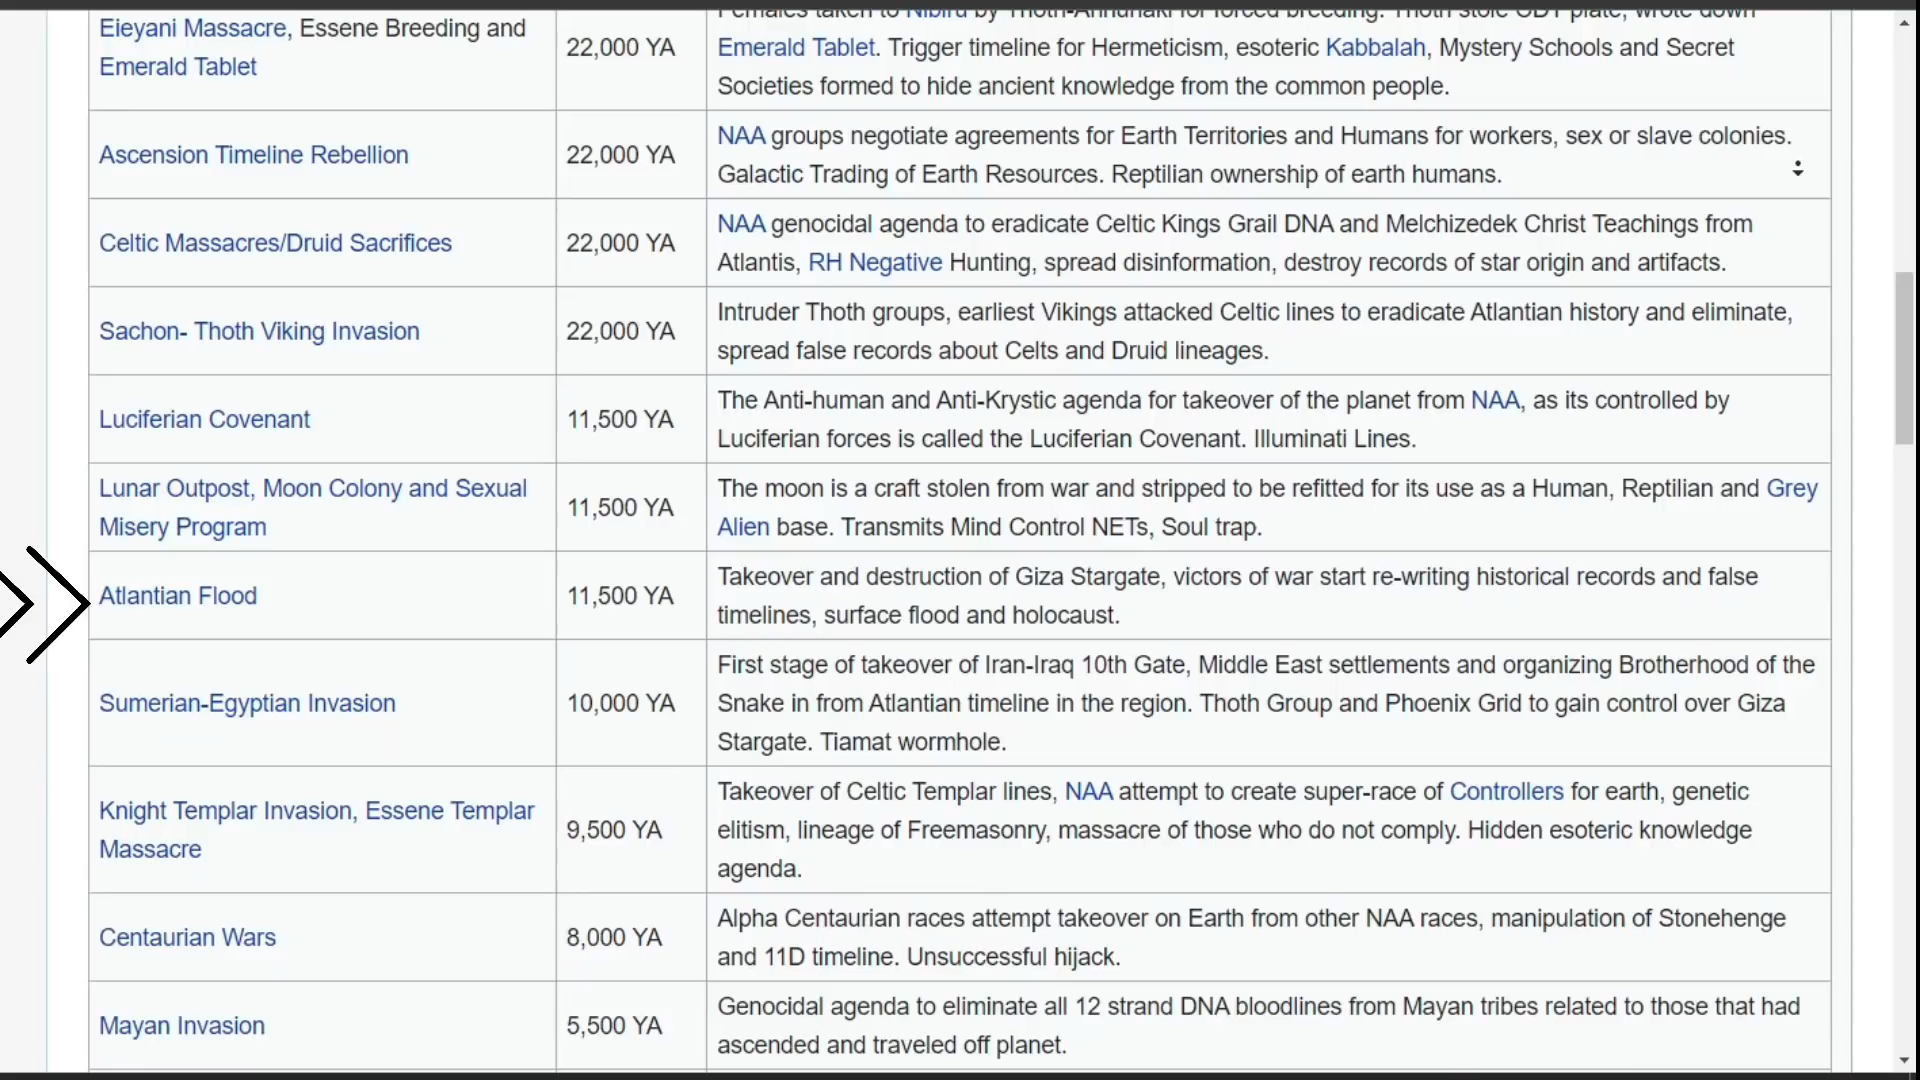 Females taken to Nibiru by Thoth-Annunaki for forced breeding. Thoth stole CDT plate, wrote down
Eieyani Massacre, Essene Breeding and
Emerald Tablet
22,000 YA
Emerald Tablet. Trigger timeline for Hermeticism, esoteric Kabbalah, Mystery Schools and Secret
Societies formed to hide ancient knowledge from the common people.
Ascension Timeline Rebellion
22,000 YA
NAA groups negotiate agreements for Earth Territories and Humans for workers, sex or slave colonies.
Galactic Trading of Earth Resources. Reptilian ownership of earth humans.
Celtic Massacres/Druid Sacrifices
22,000 YA
NAA genocidal agenda to eradicate Celtic Kings Grail DNA and Melchizedek Christ Teachings from
Atlantis, RH Negative Hunting, spread disinformation, destroy records of star origin and artifacts.
Sachon- Thoth Viking Invasion
22,000 YA
Intruder Thoth groups, earliest Vikings attacked Celtic lines to eradicate Atlantian history and eliminate,
spread false records about Celts and Druid lineages.
Luciferian Covenant
11,500 YA
The Anti-human and Anti-Krystic agenda for takeover of the planet from NAA, as its controlled by
Luciferian forces is called the Luciferian Covenant. Illuminati Lines.
Lunar Outpost, Moon Colony and Sexual
Misery Program
11,500 YA
The moon is a craft stolen from war and stripped to be refitted for its use as a Human, Reptilian and Grey
Alien base. Transmits Mind Control NETs, Soul trap.
Atlantian Flood
11,500 YA
Takeover and destruction of Giza Stargate, victors of war start re-writing historical records and false
timelines, surface flood and holocaust.
Sumerian-Egyptian Invasion
10,000 YA
First stage of takeover of Iran-Iraq 10th Gate, Middle East settlements and organizing Brotherhood of the
Snake in from Atlantian timeline in the region. Thoth Group and Phoenix Grid to gain control over Giza
Stargate. Tiamat wormhole.
Knight Templar Invasion, Essene Templar
Massacre
9,500 YA
Takeover of Celtic Templar lines, NAA attempt to create super-race of Controllers for earth, genetic
elitism, lineage of Freemasonry, massacre of those who do not comply. Hidden esoteric knowledge
agenda.
Centaurian Wars
8,000 YA
Alpha Centaurian races attempt takeover on Earth from other NAA races, manipulation of Stonehenge
and 11D timeline. Unsuccessful hijack.
Mayan Invasion
5,500 YA
Genocidal agenda to eliminate all 12 strand DNA bloodlines from Mayan tribes related to those that had
ascended and traveled off planet.